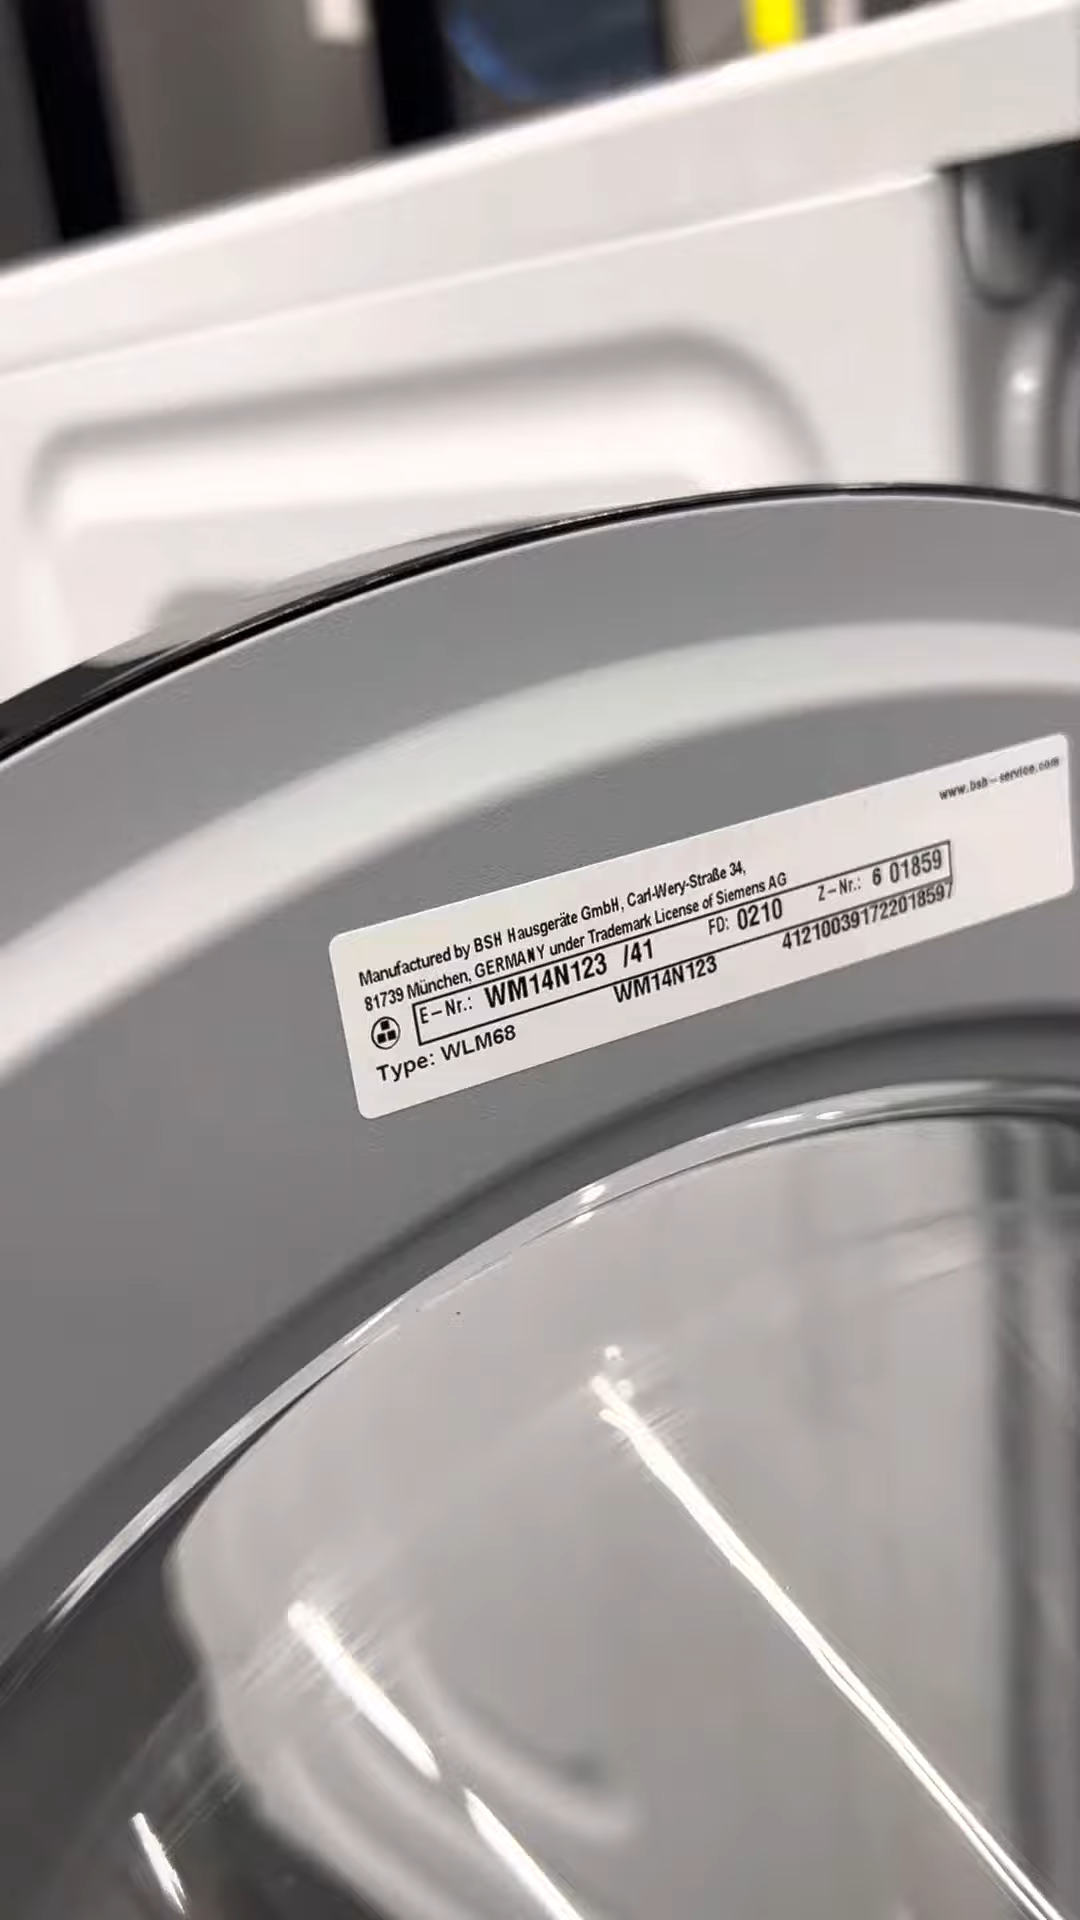 www.bsh-service.com
Manufactured by BSH Hausgeräte GmbH, Carl-Wery-Straße 34,
81739 München, GERMANY under Trademark License of Siemens AG
E-Nr.: WM14N123 /41 FD: 0210 Z-Nr.: 6 01859
WM14N123 412100391722018597
Type: WLM68